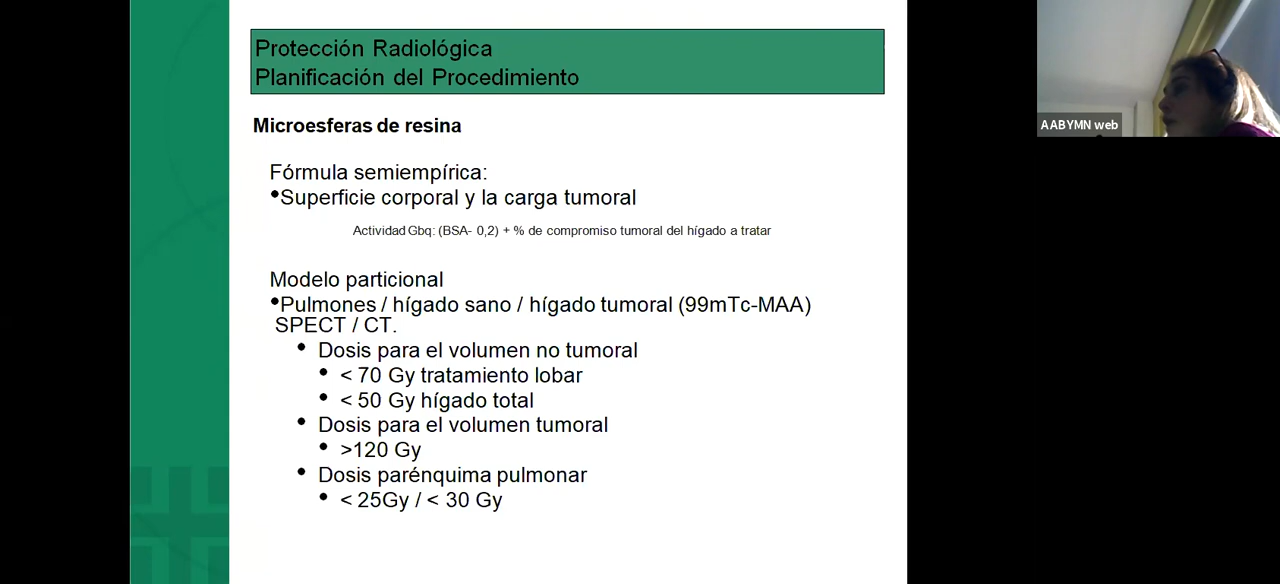 Protección Radiológica
Planificación del Procedimiento
AABYMN web
Microesferas de resina
Fórmula semiempírica:
•Superficie corporal y la carga tumoral
Actividad Gbq: (BSA- 0,2) + % de compromiso tumoral del hígado a tratar
Modelo particional
•Pulmones / hígado sano / hígado tumoral (99mTc-MAA)
SPECT / CT.
• Dosis para el volumen no tumoral
• < 70 Gy tratamiento lobar
• < 50 Gy hígado total
• Dosis para el volumen tumoral
• >120 Gy
• Dosis parénquima pulmonar
• < 25Gy / < 30 Gy